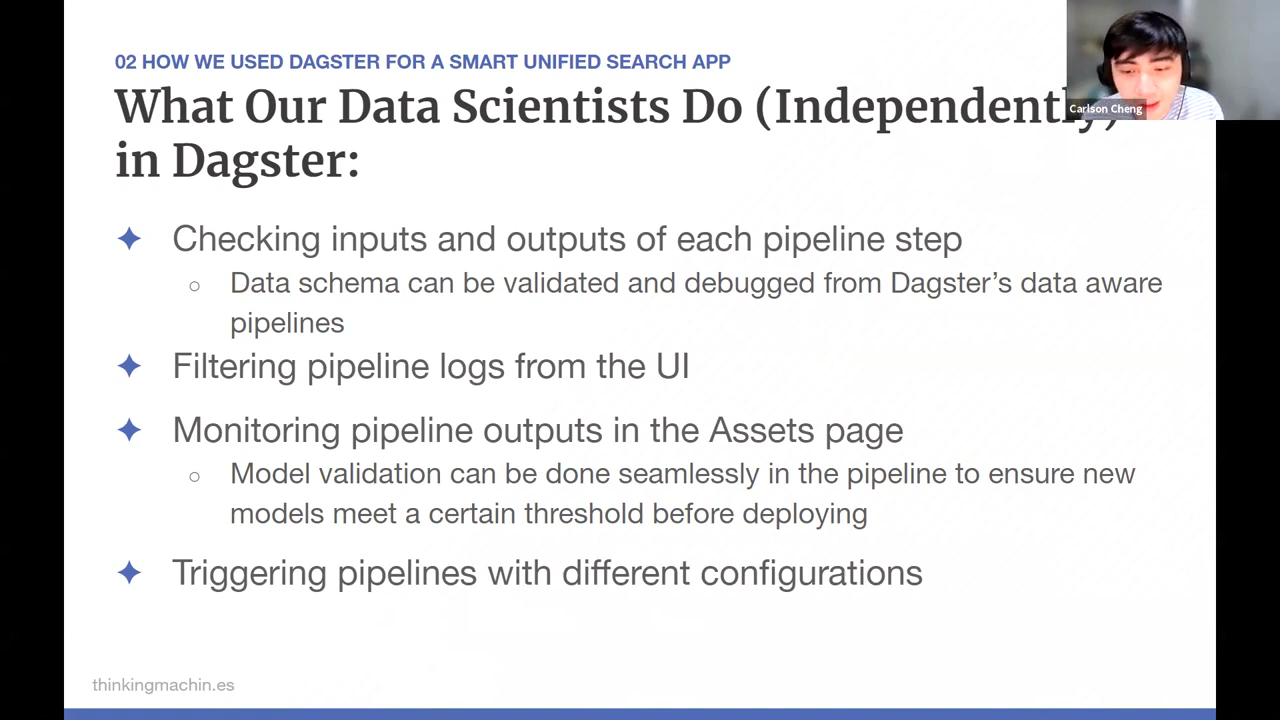 02 HOW WE USED DAGSTER FOR A SMART UNIFIED SEARCH APP
What Our Data Scientists Do (Independently)
in Dagster:
Carlson Cheng
✦ Checking inputs and outputs of each pipeline step
○ Data schema can be validated and debugged from Dagster’s data aware
pipelines
✦ Filtering pipeline logs from the UI
✦ Monitoring pipeline outputs in the Assets page
○ Model validation can be done seamlessly in the pipeline to ensure new
models meet a certain threshold before deploying
✦ Triggering pipelines with different configurations
thinkingmachin.es